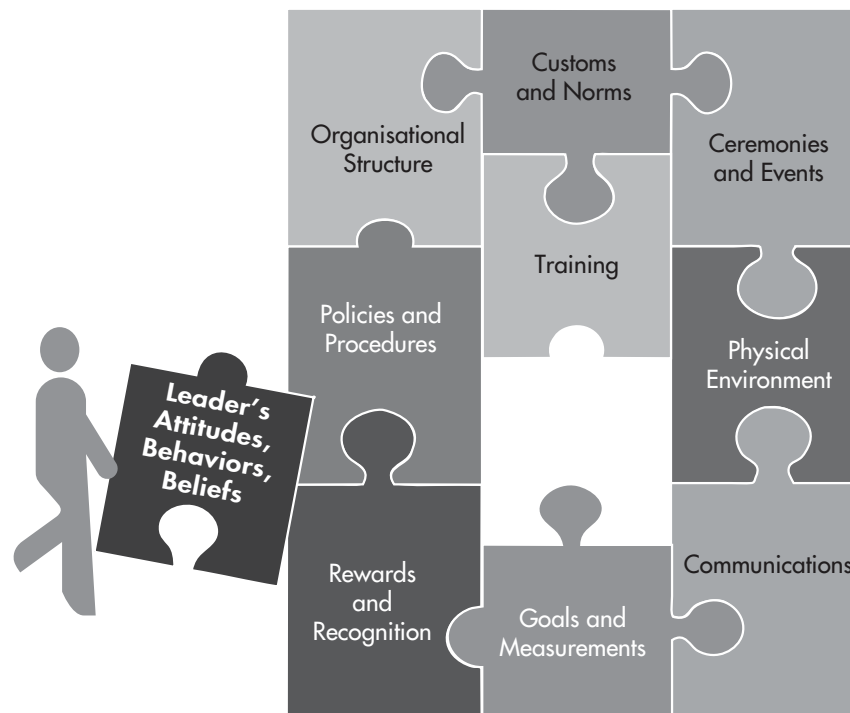 Customs
and Norms
Organisational
Structure
Ceremonies
and Events
Training
Policies and
Procedures
Physical
Environment
Leader's
Attitudes,
Behaviors,
Beliefs
Communications
Rewards
and
Recognition
Goals and
Measurements